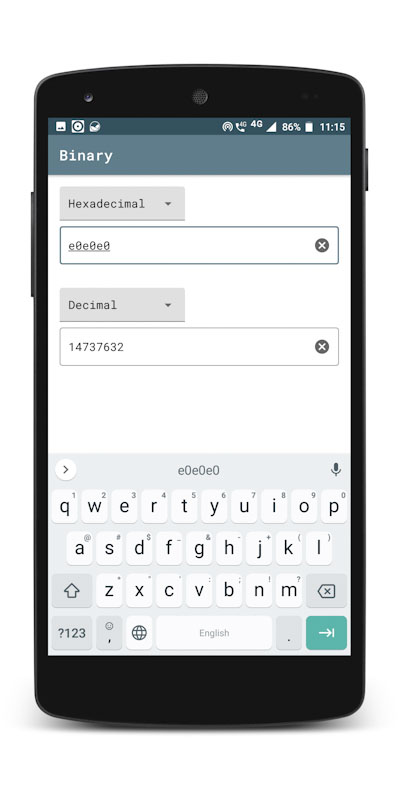 4G 4G 86% 11:15
Binary
Hexadecimal
e0e0e0
Decimal
14737632
e0e0e0
1 2 3 4 5 6 7 8 9 0
q w e r t y u i o p
@ # $ _ & - + ( )
a s d f g h j k l
* " ' : ; ! ?
z x c v b n m
?123 , English .